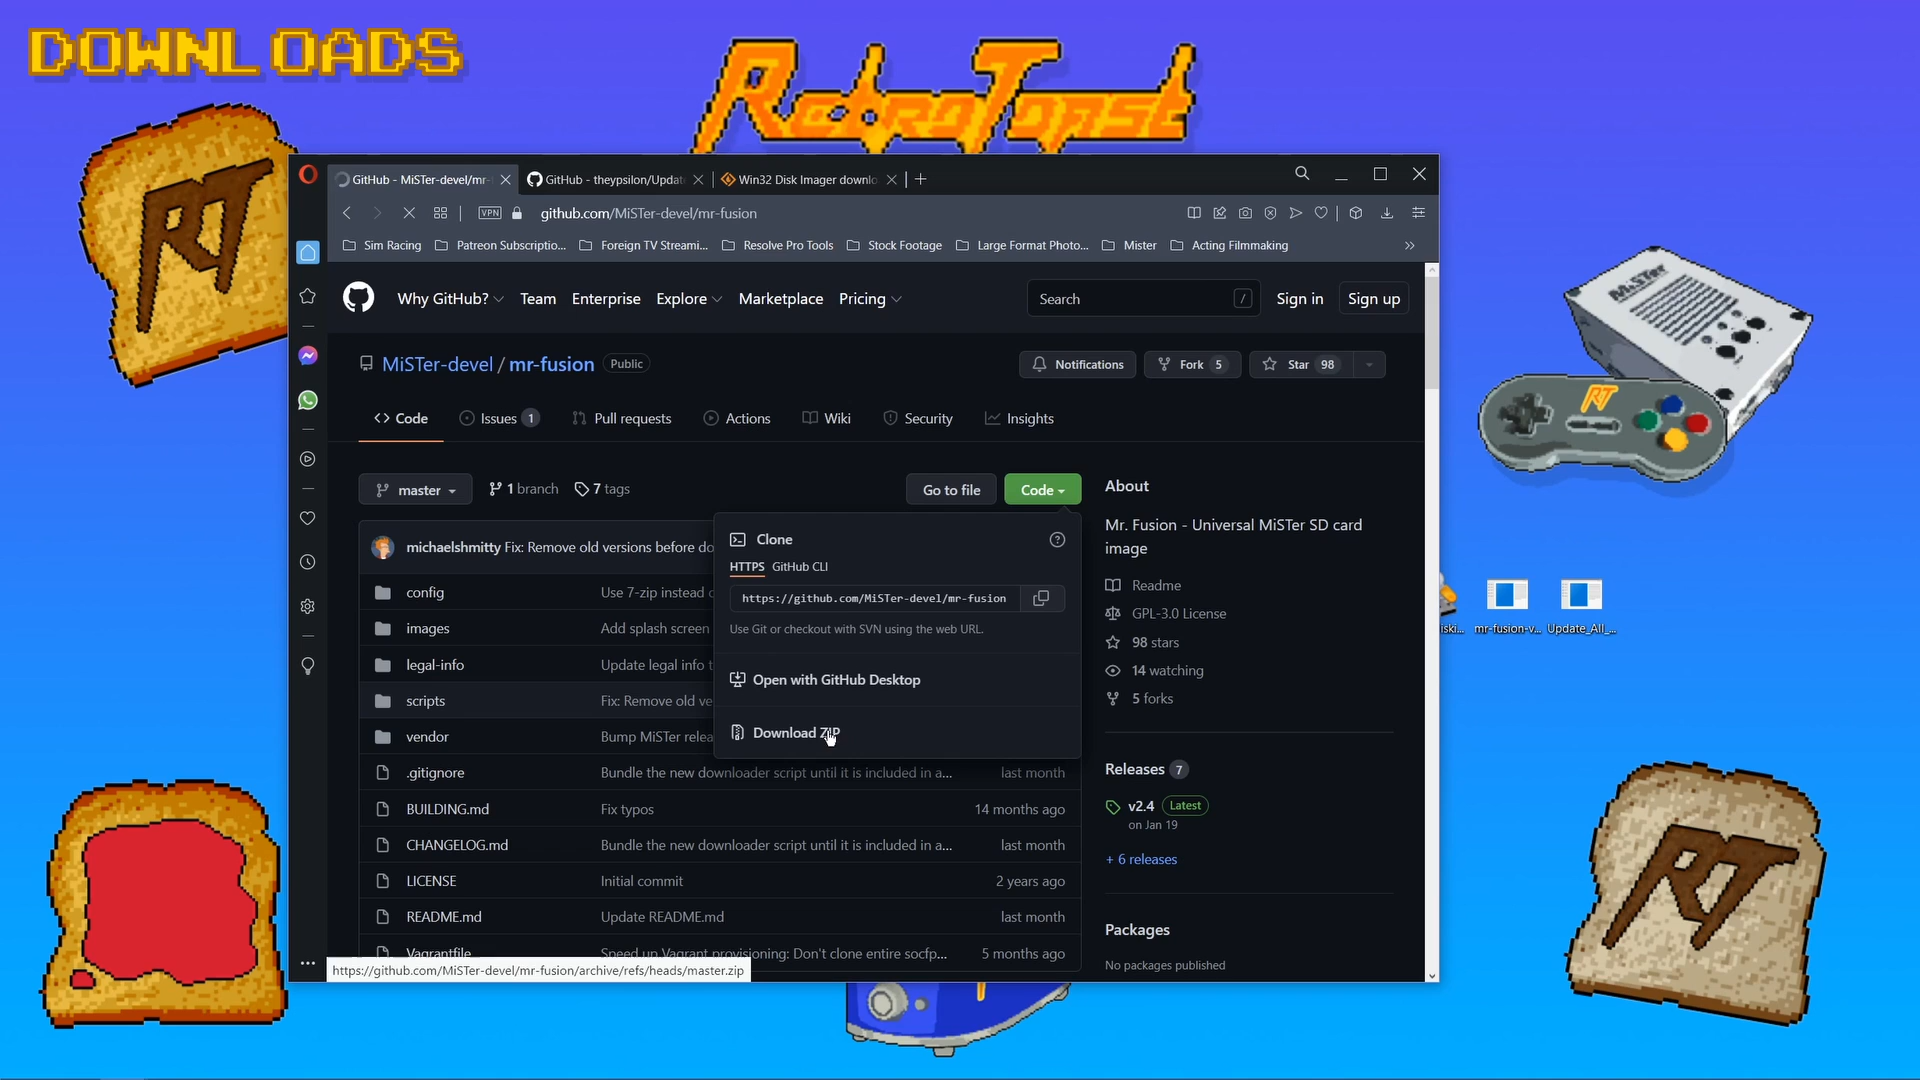 DOWNLOADS
RetroToast
GitHub - MiSTer-devel/mr-
GitHub - theypsilon/Updat
Win32 Disk Imager downlo
VPN
github.com/MiSTer-devel/mr-fusion
Sim Racing
Patreon Subscriptio...
Foreign TV Streami...
Resolve Pro Tools
Stock Footage
Large Format Photo...
Mister
Acting Filmmaking
Why GitHub?
Team
Enterprise
Explore
Marketplace
Pricing
Search
/
Sign in
Sign up
MiSTer-devel / mr-fusion
Public
Notifications
Fork 5
Star 98
Code
Issues 1
Pull requests
Actions
Wiki
Security
Insights
master
1 branch
7 tags
Go to file
Code
Clone
HTTPS GitHub CLI
https://github.com/MiSTer-devel/mr-fusion
Use Git or checkout with SVN using the web URL.
Open with GitHub Desktop
Download ZIP
michaelshmitty Fix: Remove old versions before do
config Use 7-zip instead o
images Add splash screen
legal-info Update legal info t
scripts Fix: Remove old ve
vendor Bump MiSTer relea
.gitignore Bundle the new downloader script until it is included in a... last month
BUILDING.md Fix typos 14 months ago
CHANGELOG.md Bundle the new downloader script until it is included in a... last month
LICENSE Initial commit 2 years ago
README.md Update README.md last month
Vagrantfile Speed up Vagrant provisioning: Don't clone entire socfp... 5 months ago
https://github.com/MiSTer-devel/mr-fusion/archive/refs/heads/master.zip
About
Mr. Fusion - Universal MiSTer SD card
image
Readme
GPL-3.0 License
98 stars
14 watching
5 forks
Releases 7
v2.4 Latest
on Jan 19
+ 6 releases
Packages
No packages published
MiSTer
RT
RT
RT
iski...
mr-fusion-v...
Update_All_...